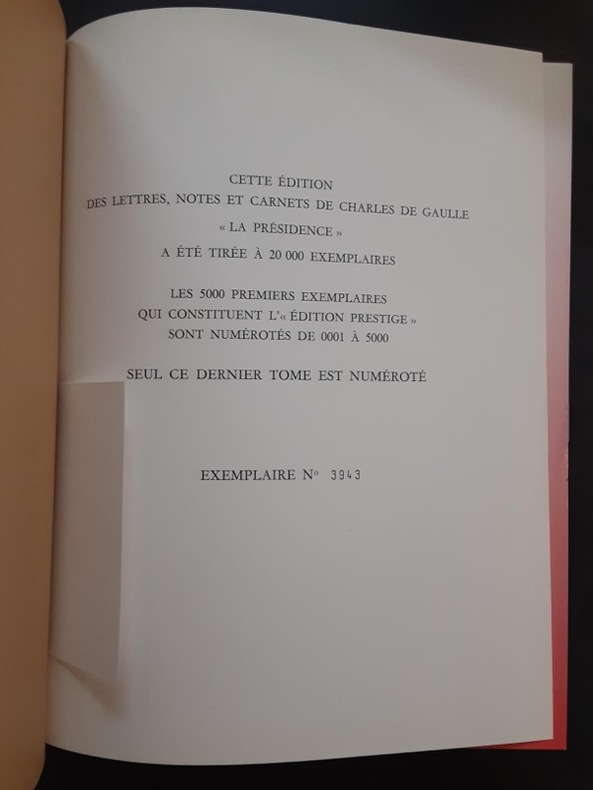 CETTE ÉDITION
DES LETTRES, NOTES ET CARNETS DE CHARLES DE GAULLE
« LA PRÉSIDENCE »
A ÉTÉ TIRÉE À 20 000 EXEMPLAIRES
LES 5000 PREMIERS EXEMPLAIRES
QUI CONSTITUENT L'« ÉDITION PRESTIGE »
SONT NUMÉROTÉS DE 0001 À 5000
SEUL CE DERNIER TOME EST NUMÉROTÉ
EXEMPLAIRE Nº 3943